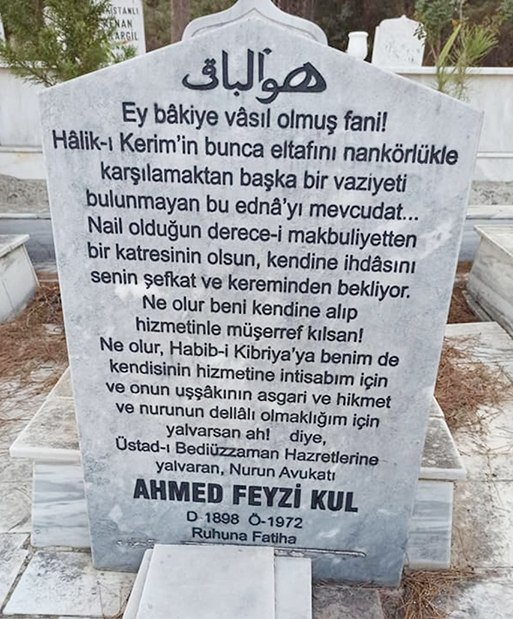 İSTANLI
KENAN
KARGIL
هو الباقي
Ey bâkiye vâsıl olmuş fani!
Hâlik-ı Kerim'in bunca eltafını nankörlükle
karşılamaktan başka bir vaziyeti
bulunmayan bu ednâ'yı mevcudat...
Nail olduğun derece-i makbuliyetten
bir katresinin olsun, kendine ihdâsını
senin şefkat ve kereminden bekliyor.
Ne olur beni kendine alıp
hizmetinle müşerref kılsan!
Ne olur, Habib-i Kibriya'ya benim de
kendisinin hizmetine intisabım için
ve onun uşşâkının asgari ve hikmet
ve nurunun dellâlı olmaklığım için
yalvarsan ah! diye,
Üstad-ı Bediüzzaman Hazretlerine
yalvaran, Nurun Avukatı
AHMED FEYZİ KUL
D 1898 Ö-1972
Ruhuna Fatiha